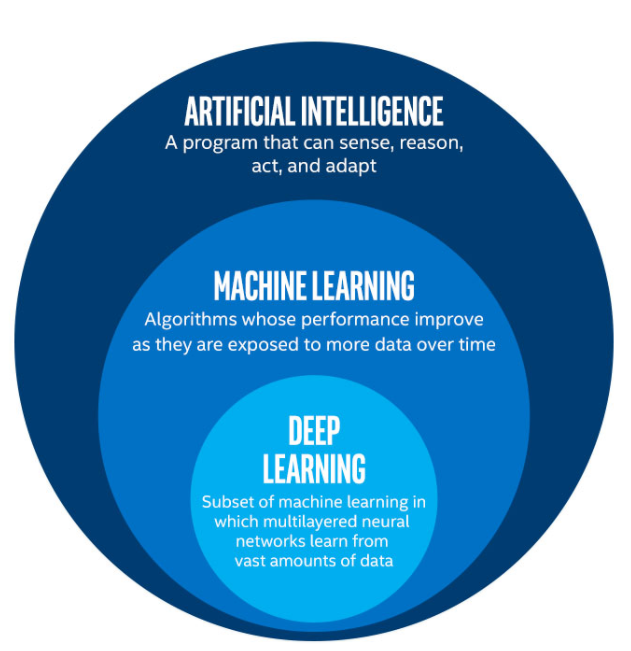 ARTIFICIAL INTELLIGENCE
A program that can sense, reason,
act, and adapt
MACHINE LEARNING
Algorithms whose performance improve
as they are exposed to more data over time
DEEP
LEARNING
Subset of machine learning in
which multilayered neural
networks learn from
vast amounts of data